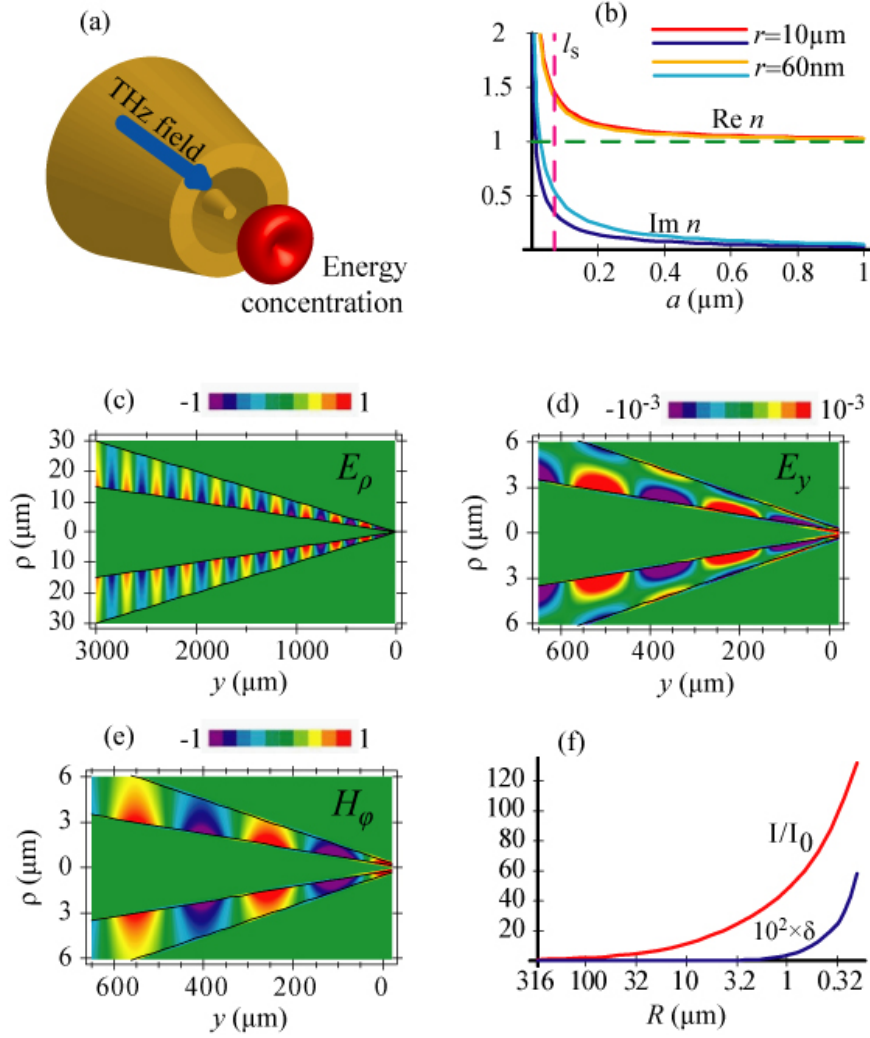 (a)
THz field
Energy
concentration
(b)
2
1.5
1
0.5
l_s
r=10μm
r=60nm
Re n
Im n
0.2
0.4
0.6
0.8
1
a (μm)
(c)
-1
1
30
20
10
0
10
20
30
E_ρ
ρ (μm)
3000
2000
1000
0
y (μm)
(d)
-10⁻³
10⁻³
6
3
0
3
6
E_y
ρ (μm)
600
400
200
0
y (μm)
(e)
-1
1
6
3
0
3
6
H_φ
ρ (μm)
600
400
200
0
y (μm)
(f)
120
100
80
60
40
20
I/I₀
10²×δ
316
100
32
10
3.2
1
0.32
R (μm)